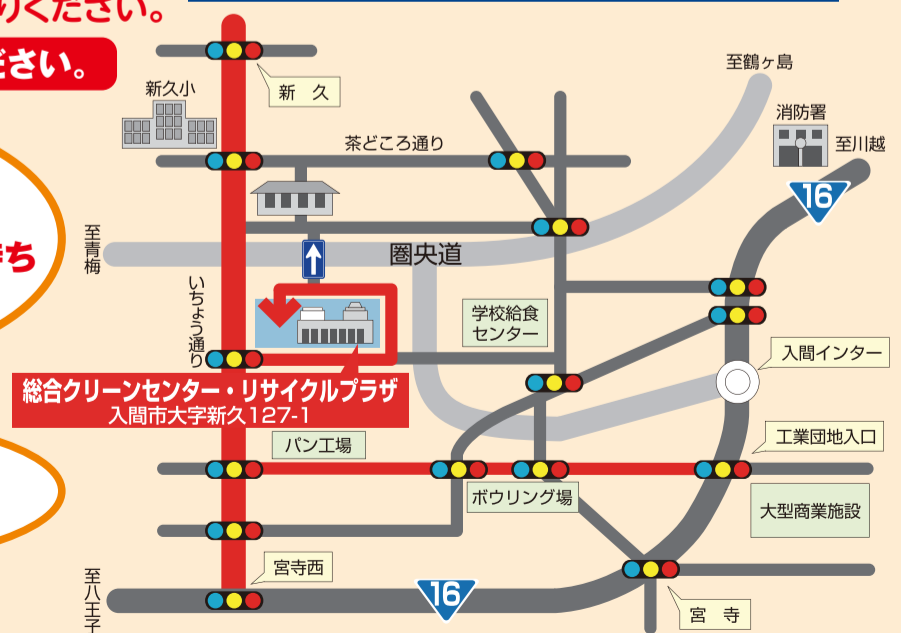 りください。
ださい。
新久
新久小
至鶴ヶ島
消防署
至川越
16
茶どころ通り
ち
至青梅
圏央道
いちょう通り
学校給食
センター
入間インター
総合クリーンセンター・リサイクルプラザ
入間市大字新久127-1
パン工場
工業団地入口
ボウリング場
大型商業施設
宮寺西
至八王子
16
宮寺